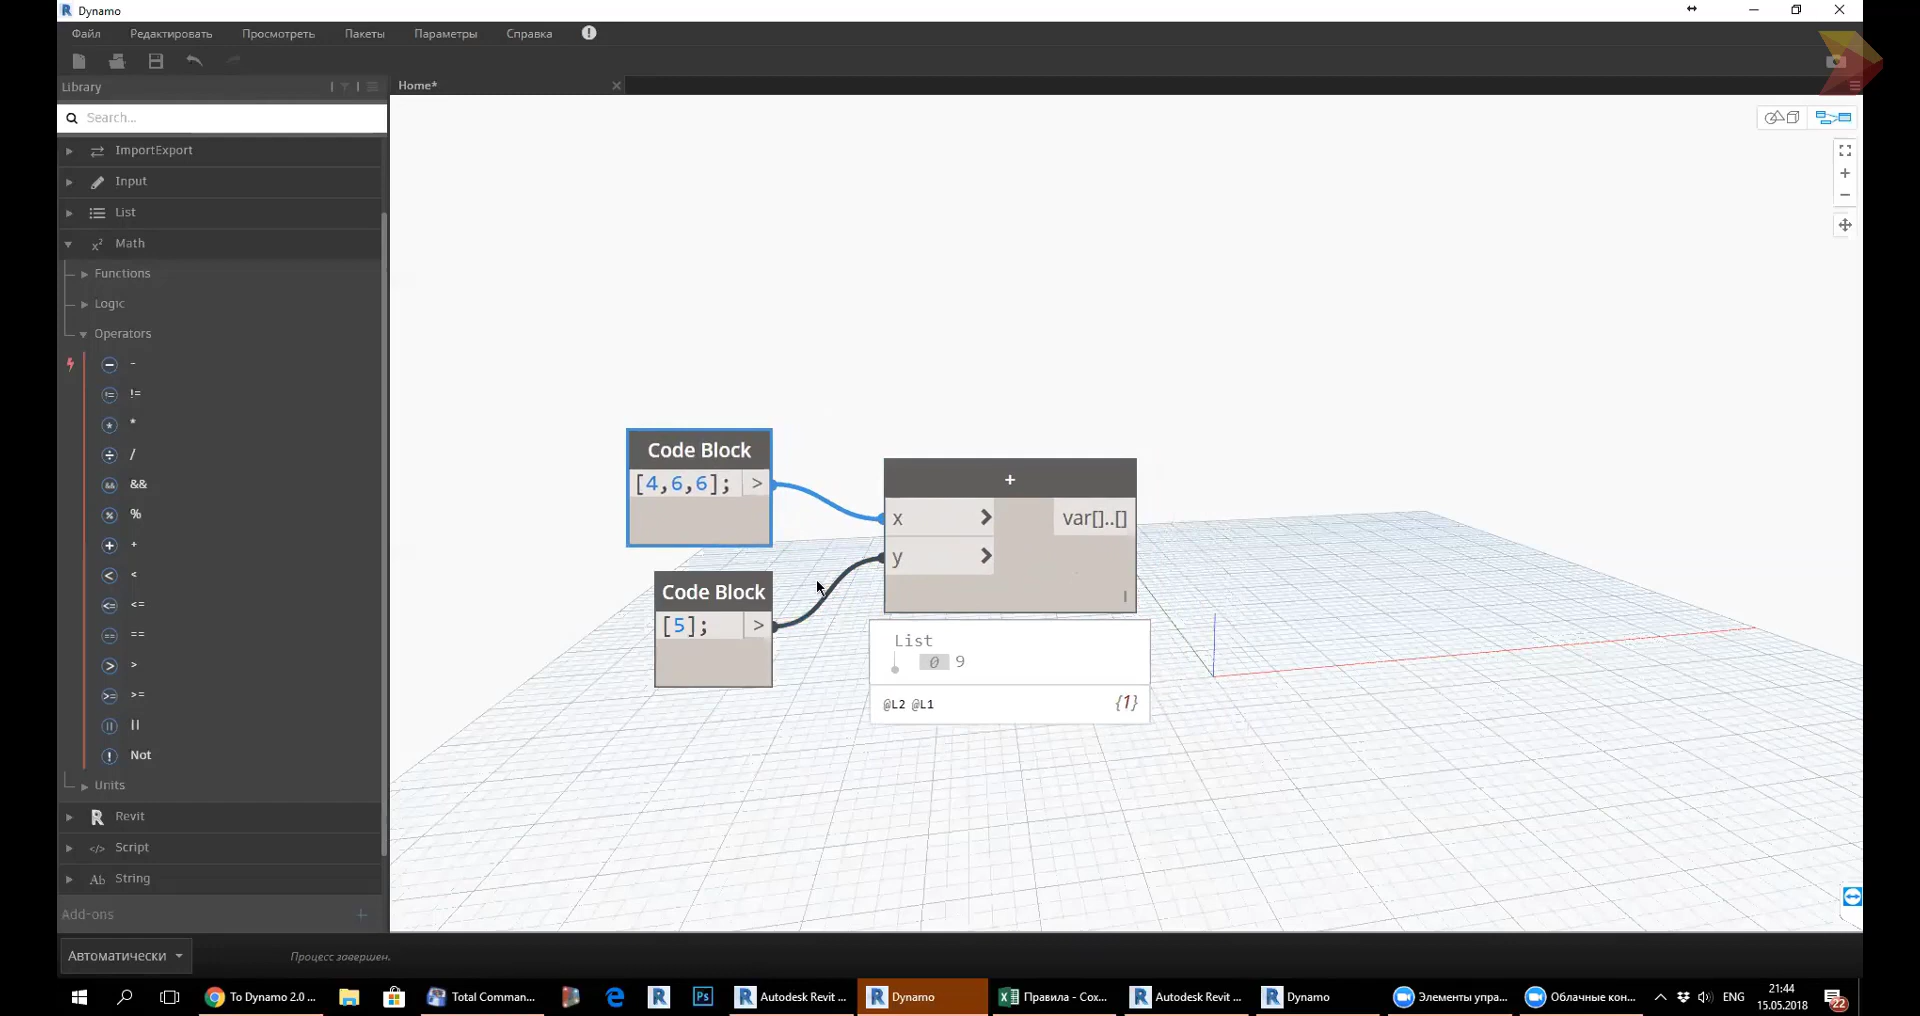 Dynamo
Файл Редактировать Просмотреть Пакеты Параметры Справка
Library
Home*
Search...
ImportExport
Input
List
Math
Functions
Logic
Operators
-
!=
*
/
&&
%
+
<
<=
==
>
>=
||
Not
Units
Revit
Script
String
Add-ons
Code Block
[4,6,6]; >
Code Block
[5]; >
+
x > var[]..[]
y >
List
0 9
@L2 @L1 {1}
Автоматически Процесс завершен.
To Dynamo 2.0 ... Total Comman... Autodesk Revit ... Dynamo Правила - Сох... Autodesk Revit ... Dynamo Элементы упра... Облачные кон... ENG 21:44
15.05.2018 22